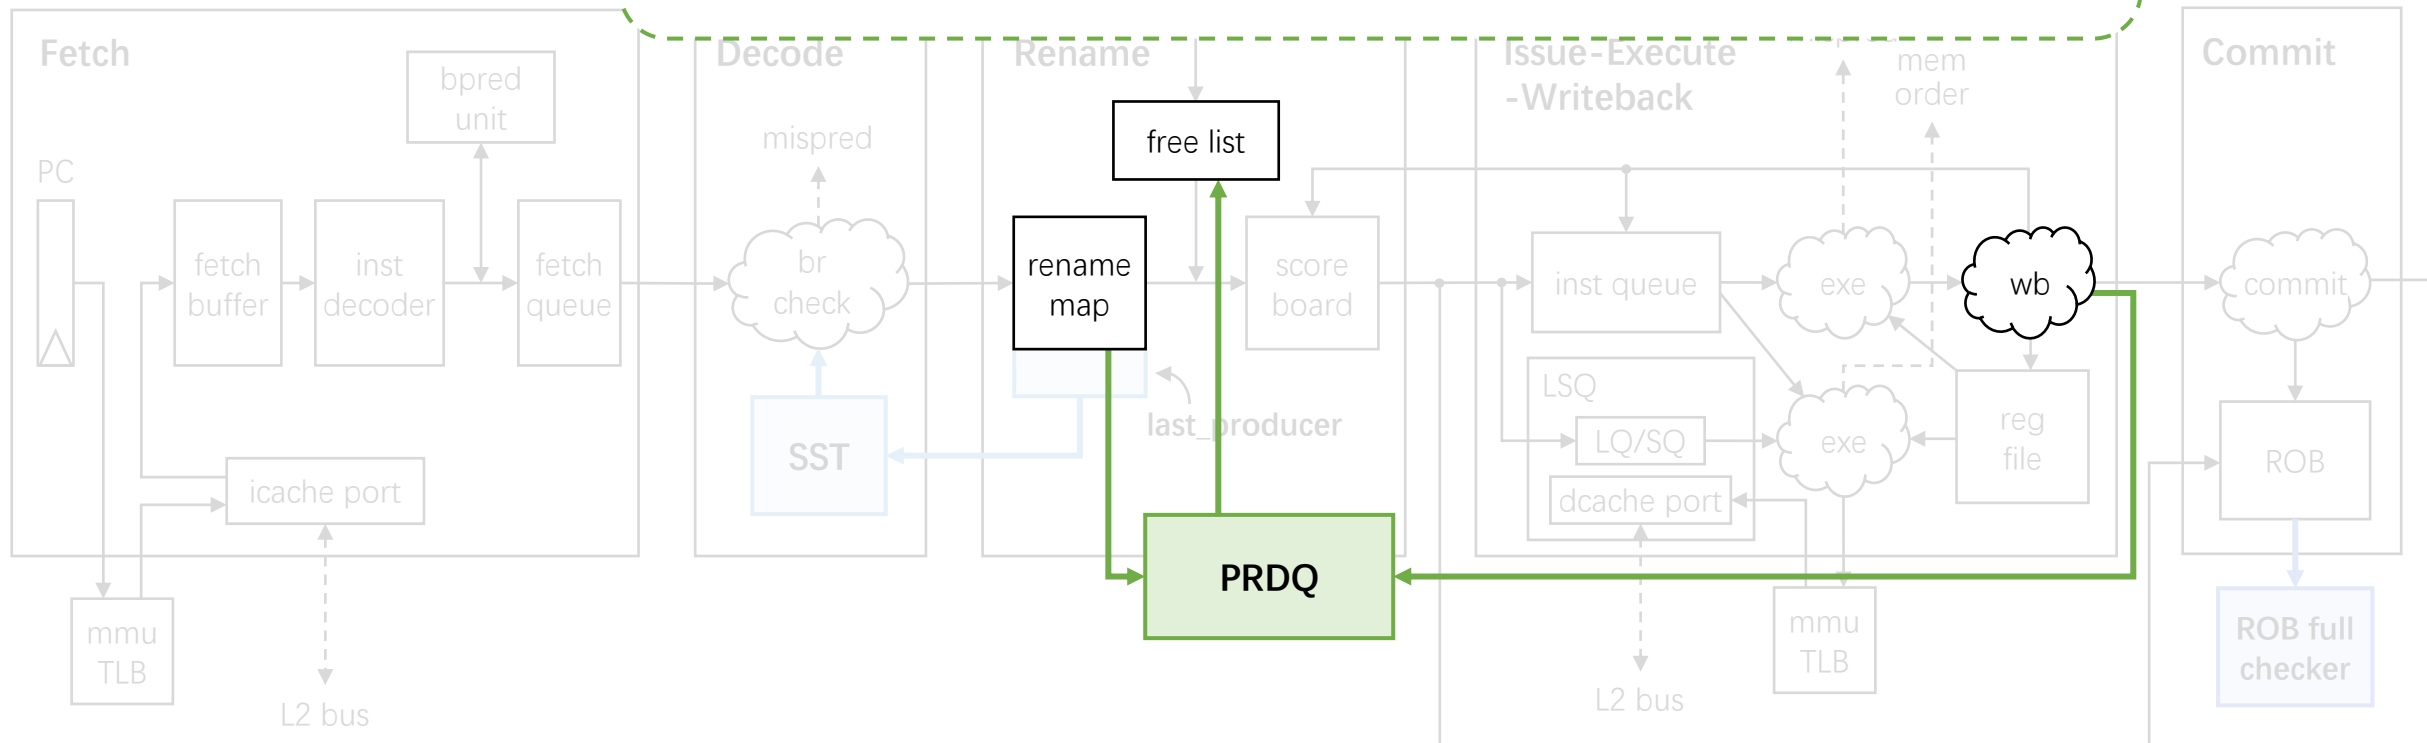 Fetch
bpred
unit
PC
fetch
buffer
inst
decoder
fetch
queue
icache port
mmu
TLB
L2 bus
Decode
mispred
br
check
SST
Rename
free list
rename
map
score
board
last_producer
PRDQ
Issue-Execute
-Writeback
mem
order
inst queue
exe
wb
LSQ
LQ/SQ
exe
reg
file
dcache port
mmu
TLB
L2 bus
Commit
commit
ROB
ROB full
checker